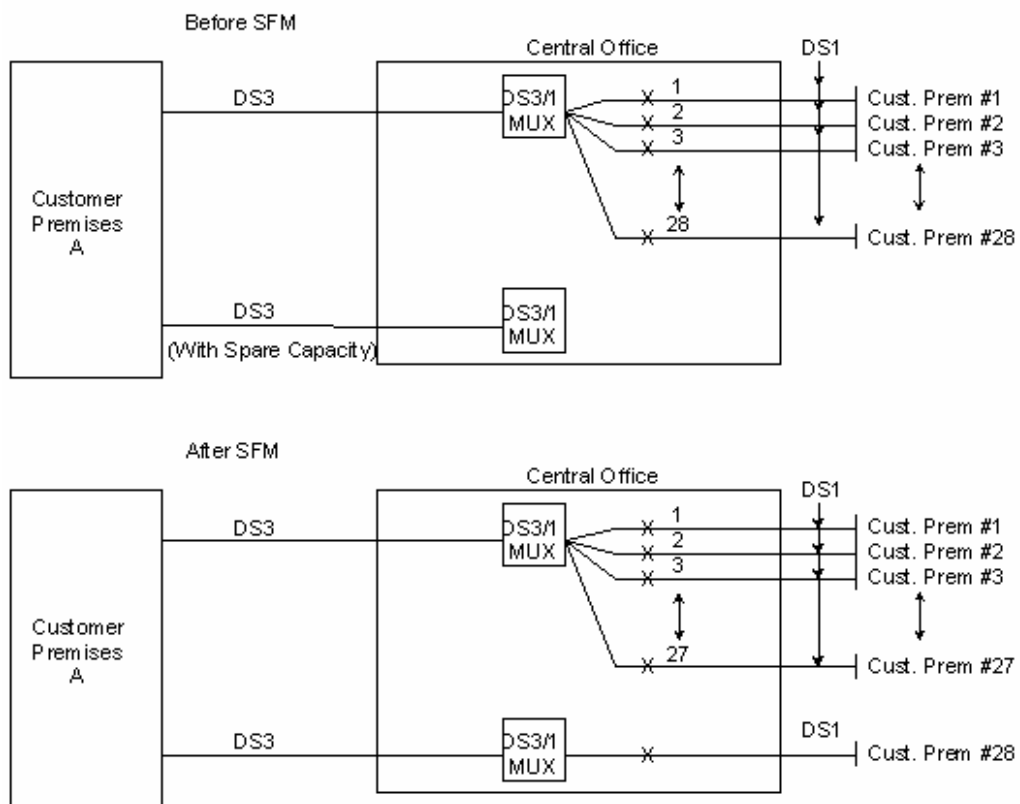 Before SFM
Central Office
DS1
DS3
DS3/1
MUX
1
2
3
28
Cust. Prem #1
Cust. Prem #2
Cust. Prem #3
Cust. Prem #28
Customer
Premises
A
DS3
(With Spare Capacity)
DS3/1
MUX
After SFM
Central Office
DS1
DS3
DS3/1
MUX
1
2
3
27
Cust. Prem #1
Cust. Prem #2
Cust. Prem #3
Cust. Prem #27
Customer
Premises
A
DS3
DS3/1
MUX
DS1
Cust. Prem #28